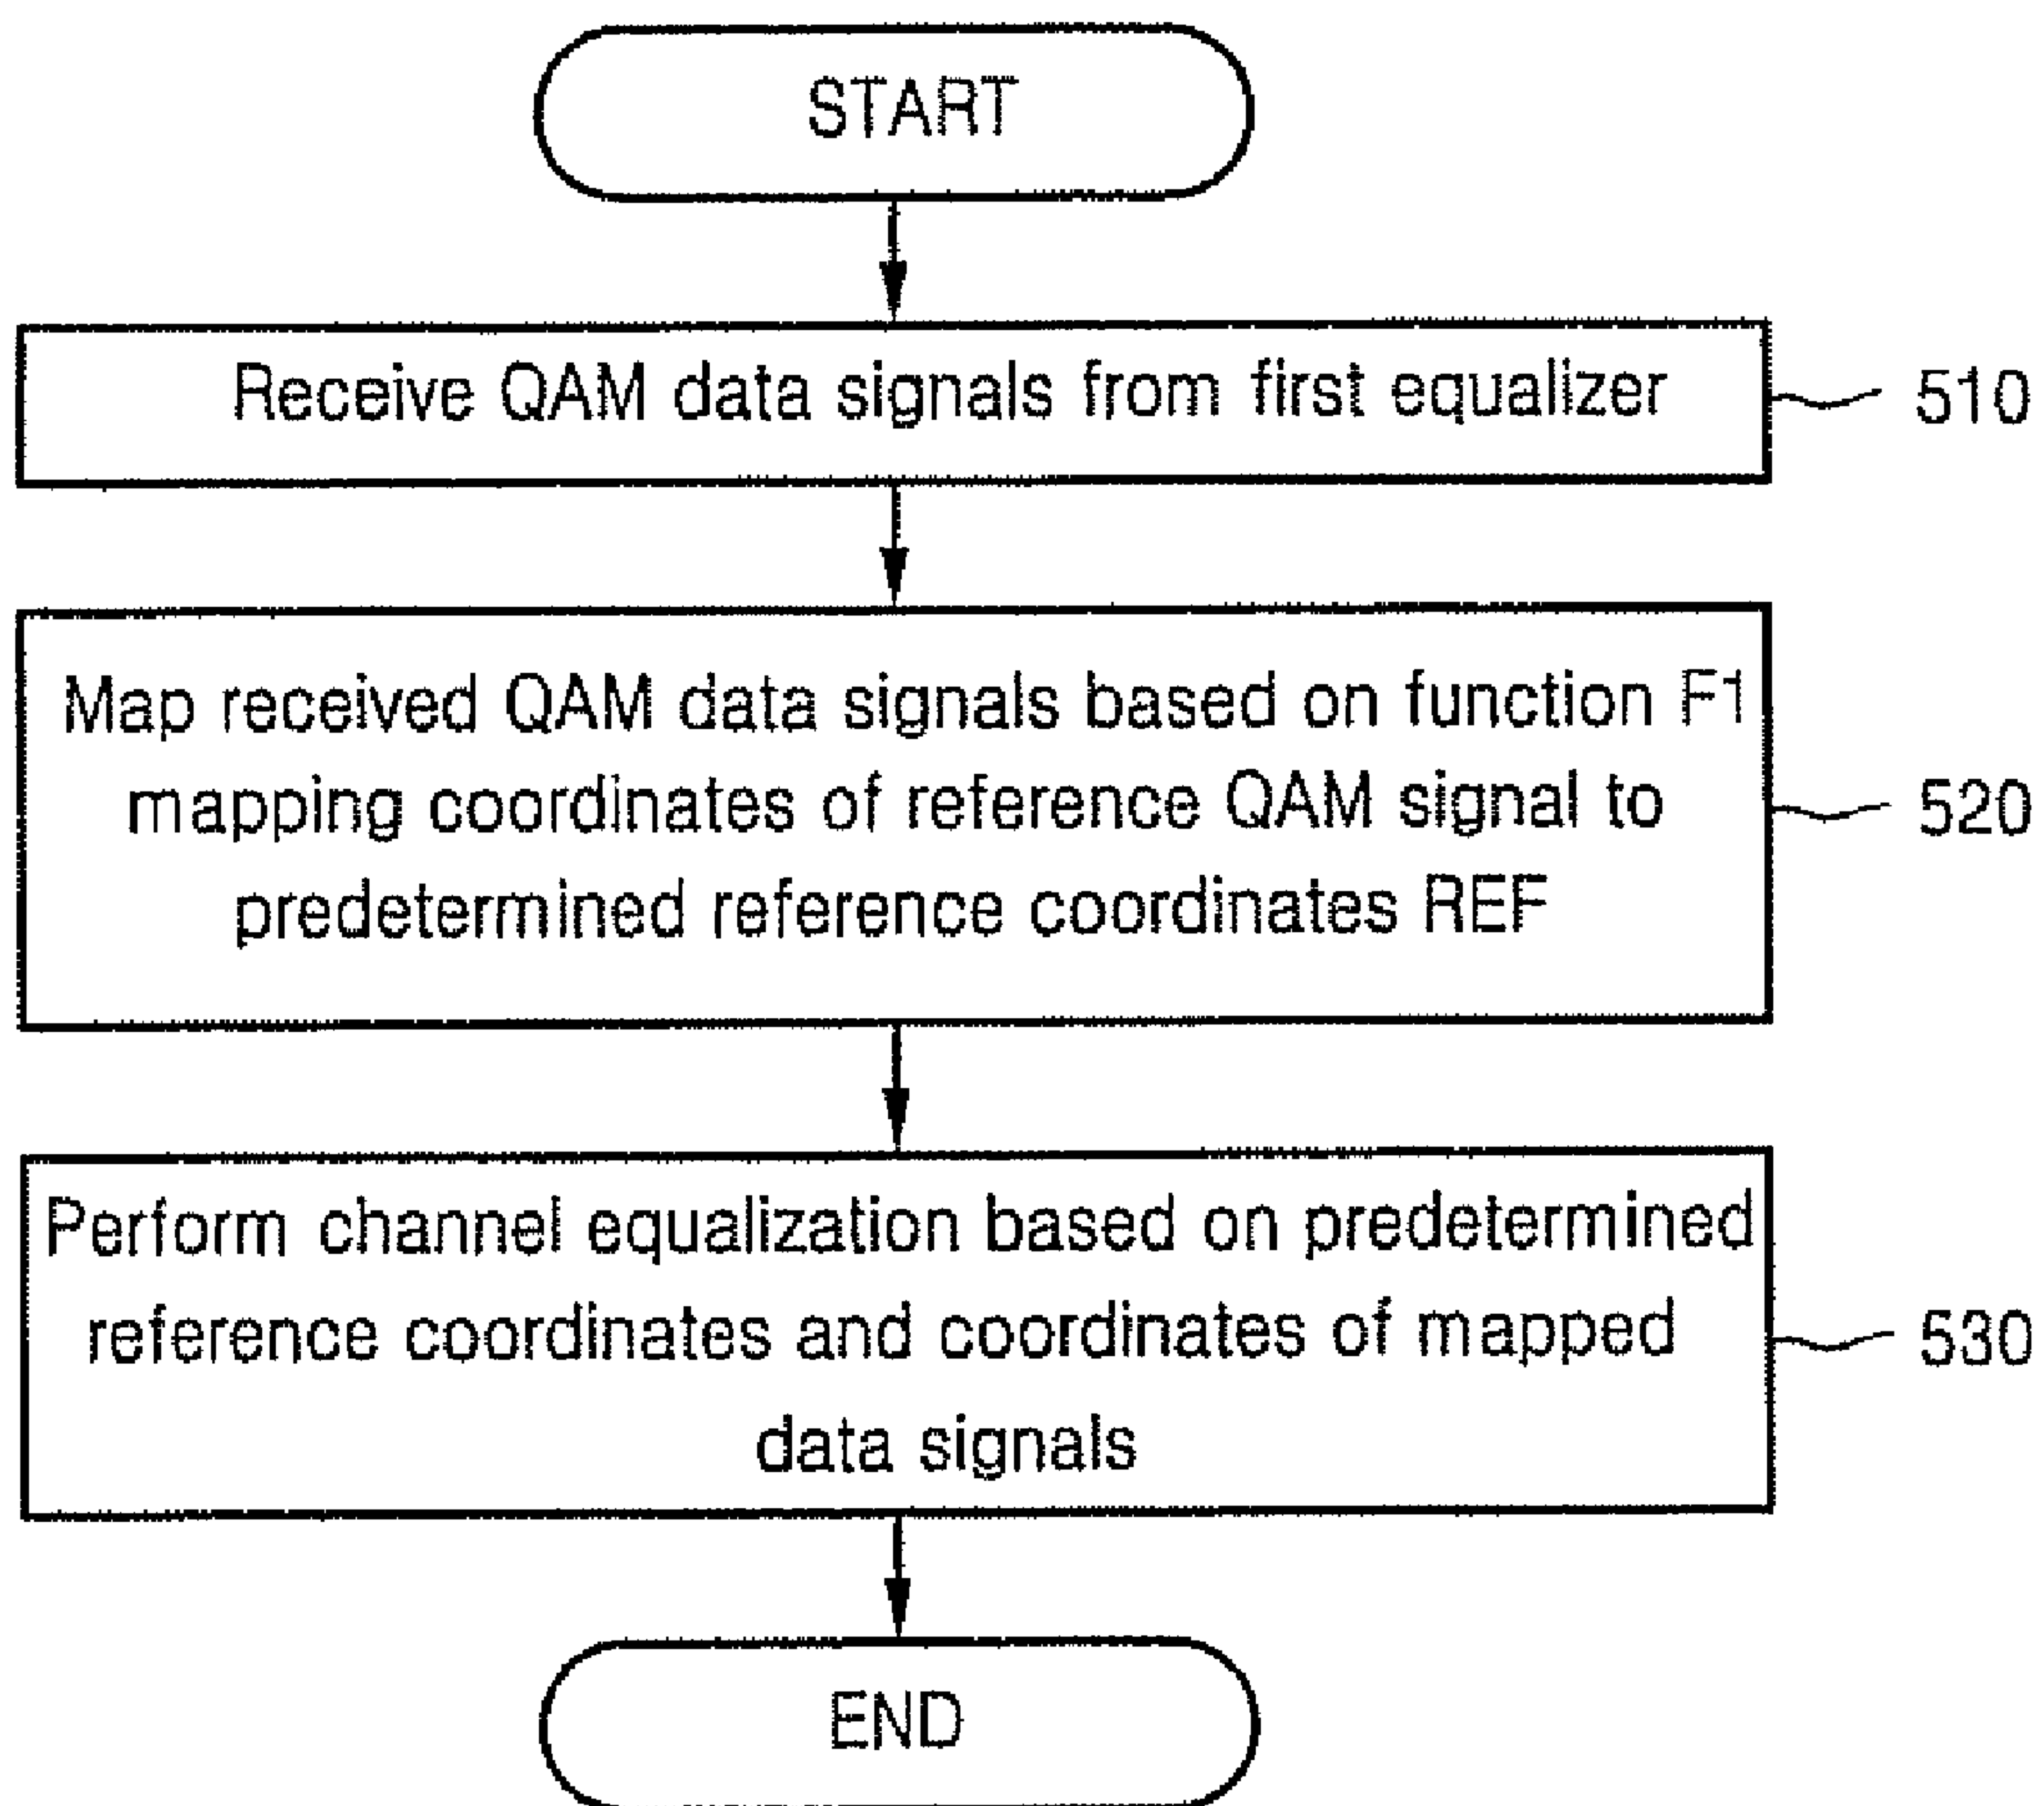 START
Receive QAM data signals from first equalizer
510
Map received QAM data signals based on function F1
mapping coordinates of reference QAM signal to
predetermined reference coordinates REF
520
Perform channel equalization based on predetermined
reference coordinates and coordinates of mapped
data signals
530
END